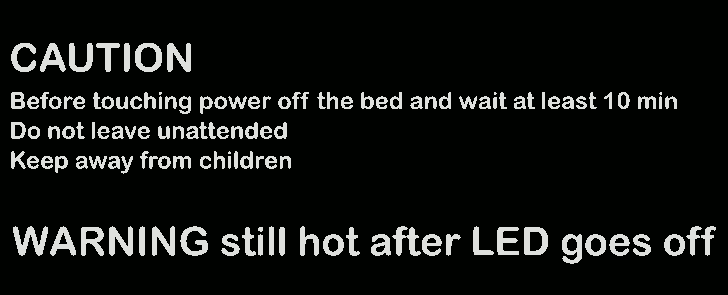 CAUTION
Before touching power off the bed and wait at least 10 min
Do not leave unattended
Keep away from children
WARNING still hot after LED goes off